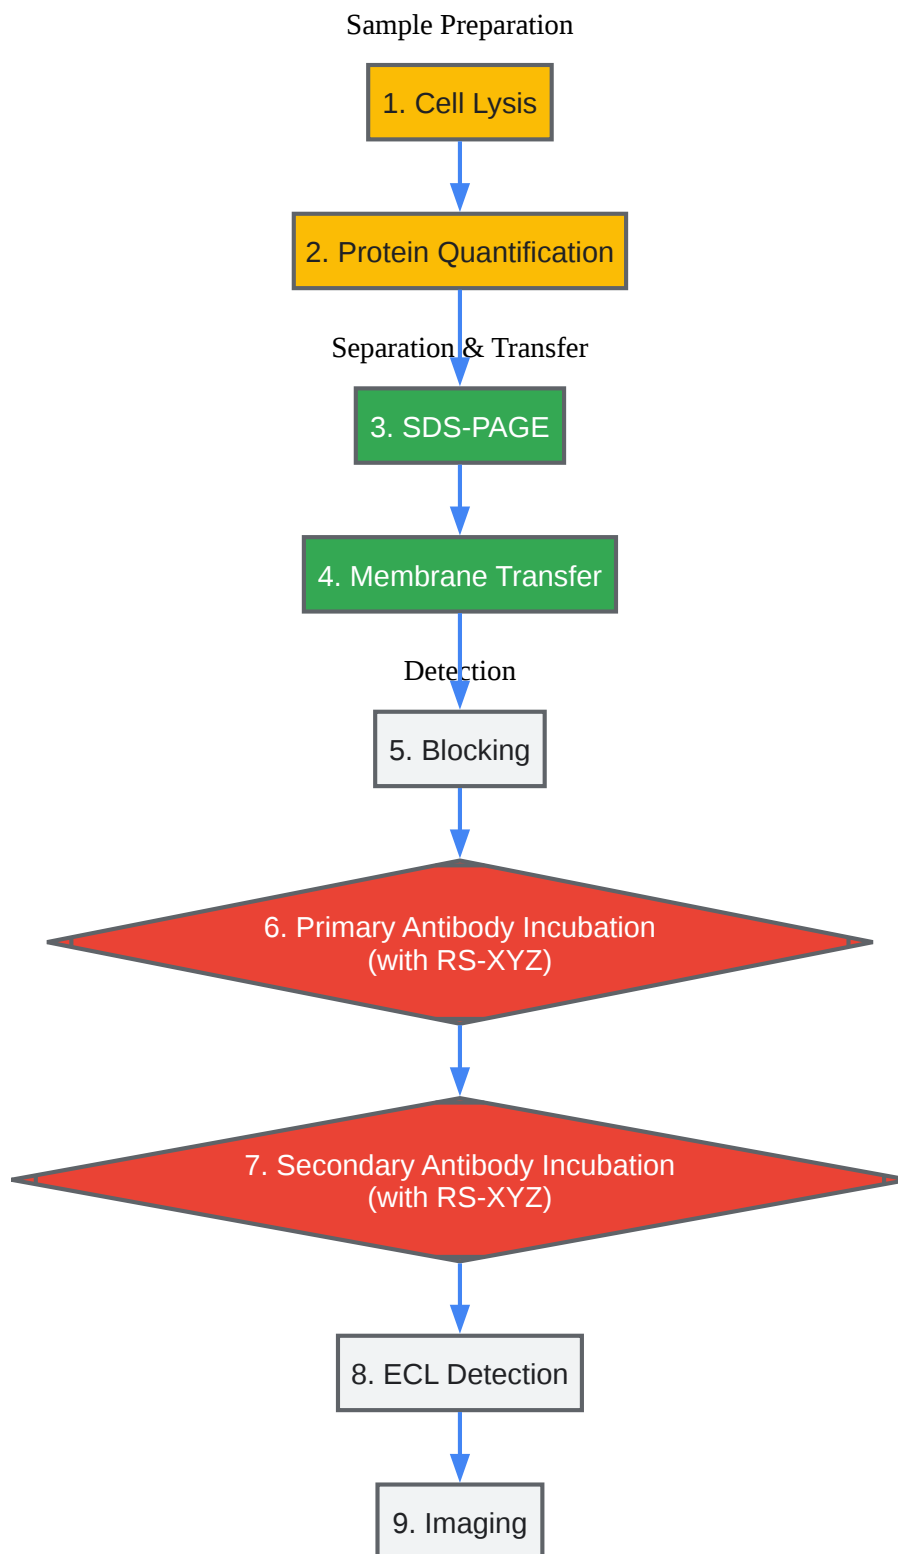 Sample Preparation
1. Cell Lysis
2. Protein Quantification
Separation & Transfer
3. SDS-PAGE
4. Membrane Transfer
Detection
5. Blocking
6. Primary Antibody Incubation
(with RS-XYZ)
7. Secondary Antibody Incubation
(with RS-XYZ)
8. ECL Detection
9. Imaging